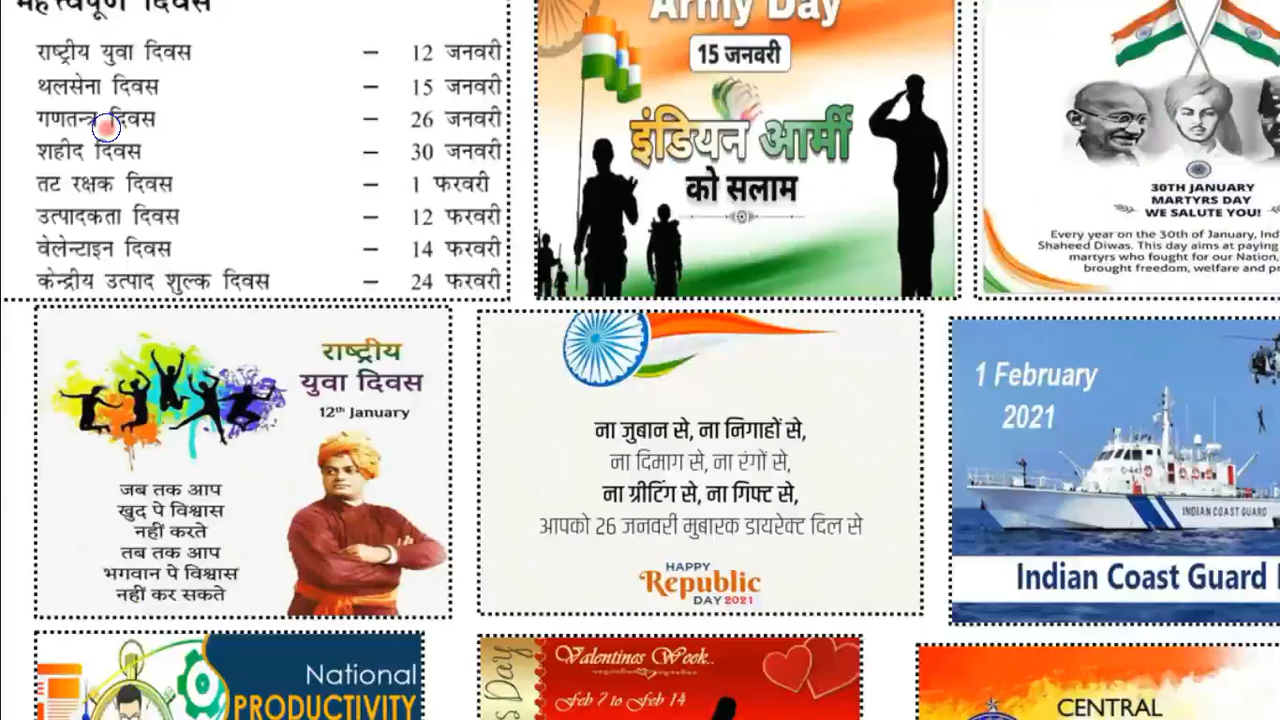 महत्त्वपूर्ण दिवस
राष्ट्रीय युवा दिवस – 12 जनवरी
थलसेना दिवस – 15 जनवरी
गणतन्त्र दिवस – 26 जनवरी
शहीद दिवस – 30 जनवरी
तट रक्षक दिवस – 1 फरवरी
उत्पादकता दिवस – 12 फरवरी
वेलेन्टाइन दिवस – 14 फरवरी
केन्द्रीय उत्पाद शुल्क दिवस – 24 फरवरी
Army Day
15 जनवरी
इंडियन आर्मी
को सलाम
30TH JANUARY
MARTYRS DAY
WE SALUTE YOU!
Every year on the 30th of January,
Shaheed Diwas. This day aims at paying
martyrs who fought for our Nation,
brought freedom, welfare and
राष्ट्रीय
युवा दिवस
12th January
जब तक आप
खुद पे विश्वास
नहीं करते
तब तक आप
भगवान पे विश्वास
नहीं कर सकते
ना जुबान से, ना निगाहों से,
ना दिमाग से, ना रंगों से,
ना ग्रीटिंग से, ना गिफ्ट से,
आपको 26 जनवरी मुबारक डायरेक्ट दिल से
HAPPY
Republic
DAY 2021
1 February
2021
INDIAN COAST GUARD
Indian Coast Guard
National
PRODUCTIVITY
Day
Valentines Week..
Feb 7 to Feb 14
CENTRAL